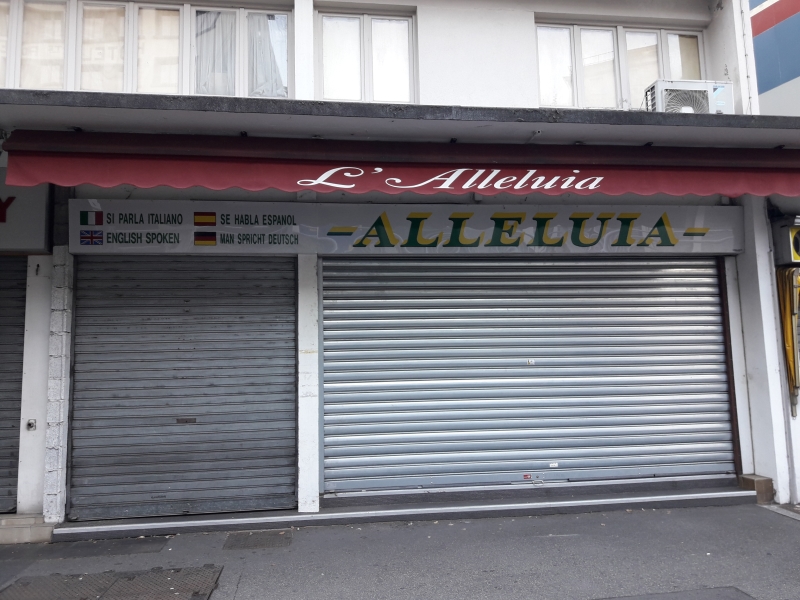 L'Alleluia
SI PARLA ITALIANO
SE HABLA ESPANOL
ENGLISH SPOKEN
MAN SPRICHT DEUTSCH
-ALLELUIA-
Y